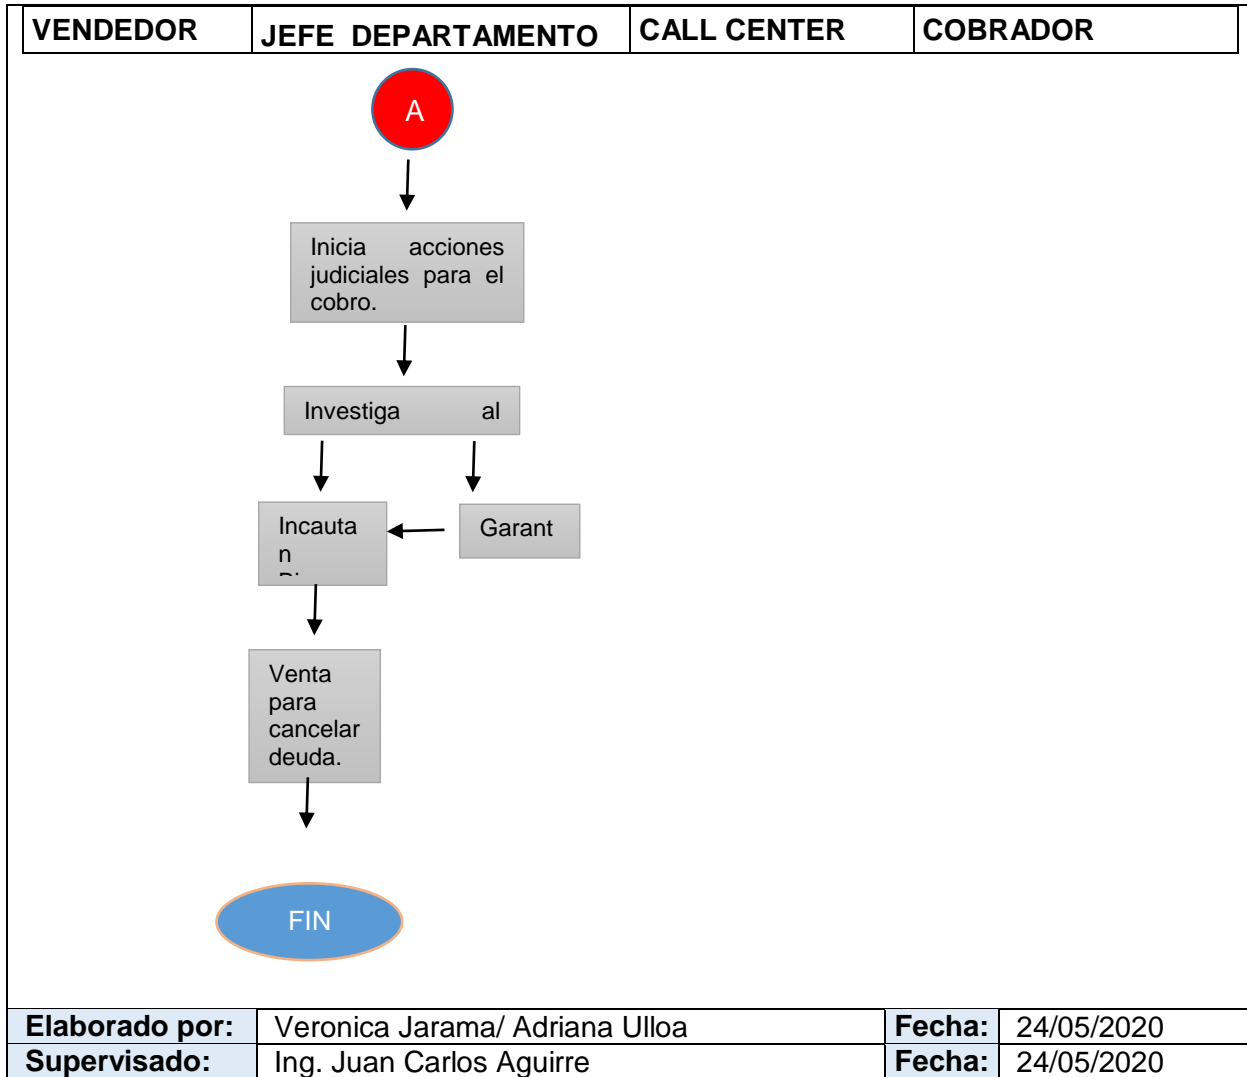 VENDEDOR JEFE DEPARTAMENTO CALL CENTER COBRADOR
A
Inicia acciones
judiciales para el
cobro.
Investiga al
Incauta
n
Garant
Venta
para
cancelar
deuda.
FIN
Elaborado por: Veronica Jarama/ Adriana Ulloa Fecha: 24/05/2020
Supervisado: Ing. Juan Carlos Aguirre Fecha: 24/05/2020